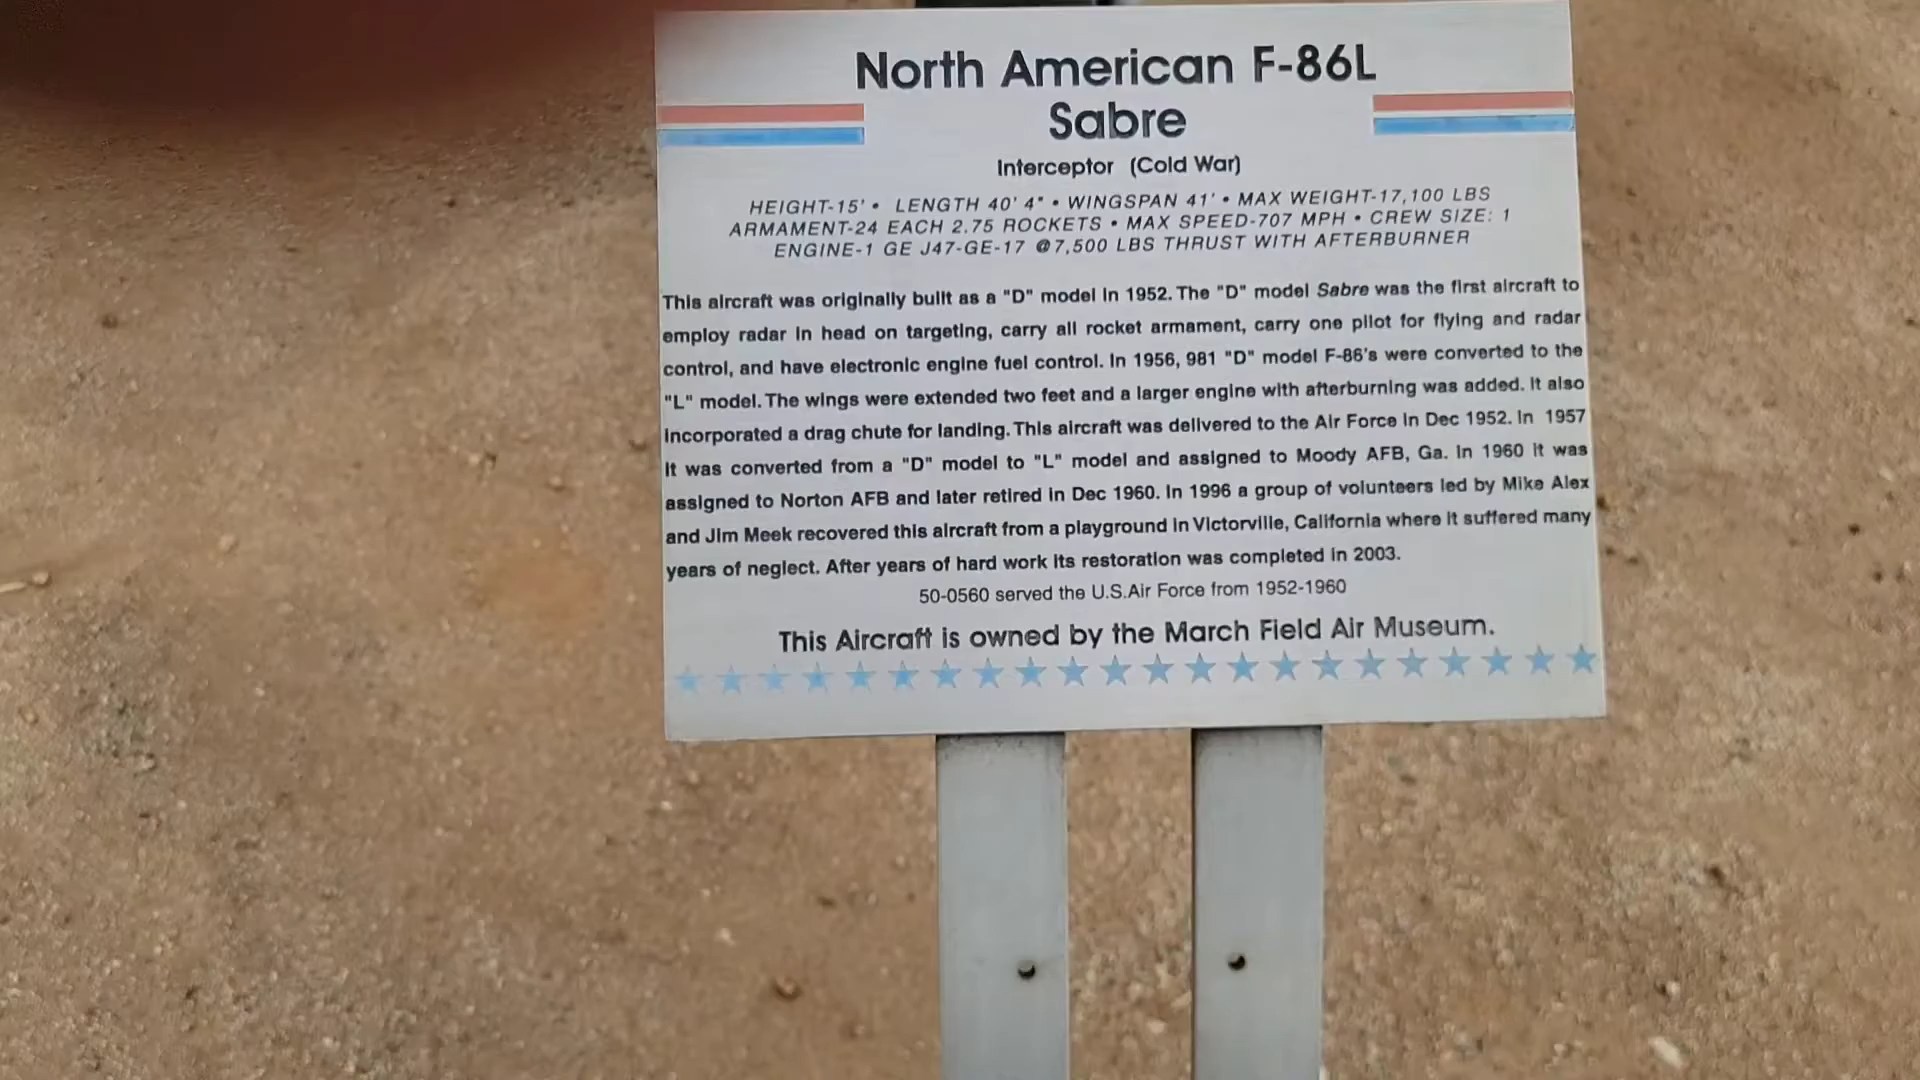 North American F-86L
Sabre
Interceptor (Cold War)
HEIGHT-15' • LENGTH 40' 4" • WINGSPAN 41' • MAX WEIGHT-17,100 LBS
ARMAMENT-24 EACH 2.75 ROCKETS • MAX SPEED-707 MPH • CREW SIZE: 1
ENGINE-1 GE J47-GE-17 @7,500 LBS THRUST WITH AFTERBURNER
This aircraft was originally built as a "D" model in 1952. The "D" model Sabre was the first aircraft to
employ radar in head on targeting, carry all rocket armament, carry one pilot for flying and radar
control, and have electronic engine fuel control. In 1956, 981 "D" model F-86's were converted to the
"L" model. The wings were extended two feet and a larger engine with afterburning was added. It also
incorporated a drag chute for landing. This aircraft was delivered to the Air Force in Dec 1952. In 1957
it was converted from a "D" model to "L" model and assigned to Moody AFB, Ga. In 1960 it was
assigned to Norton AFB and later retired in Dec 1960. In 1996 a group of volunteers led by Mike Alex
and Jim Meek recovered this aircraft from a playground in Victorville, California where it suffered many
years of neglect. After years of hard work its restoration was completed in 2003.
50-0560 served the U.S.Air Force from 1952-1960
This Aircraft is owned by the March Field Air Museum.